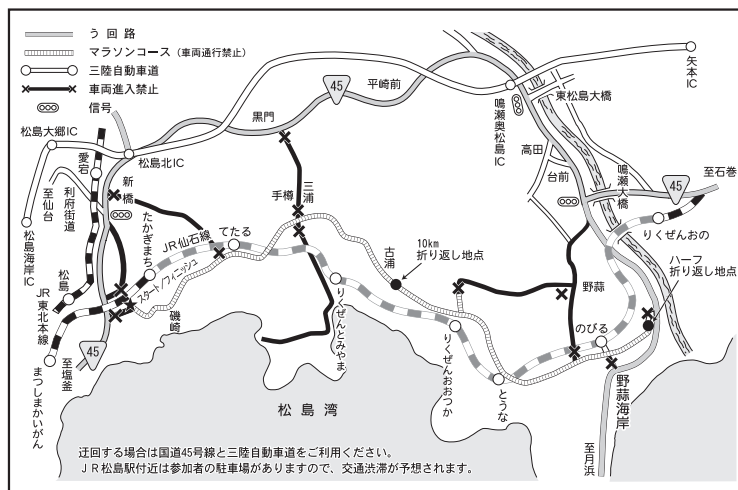 う回路
マラソンコース（車両通行禁止）
三陸自動車道
車両進入禁止
信号
松島大郷IC
愛宕
至仙台
利府街道
松島海岸IC
松島
JR東北本線
まつしまかいがん
至塩釜
45
松島北IC
新橋
たかぎまち
スタート／フィニッシュ
磯崎
JR仙石線
てたる
黒門
手樽
三浦
45
平崎前
りくぜんとみやま
古浦
10km
折り返し地点
りくぜんおおつか
とうな
野蒜
のびる
鳴瀬奥松島IC
矢本IC
東松島大橋
高田
台前
鳴瀬大橋
45
至石巻
りくぜんおの
ハーフ
折り返し地点
野蒜海岸
至月浜
松島湾
迂回する場合は国道45号線と三陸自動車道をご利用ください。
ＪＲ松島駅付近は参加者の駐車場がありますので、交通渋滞が予想されます。